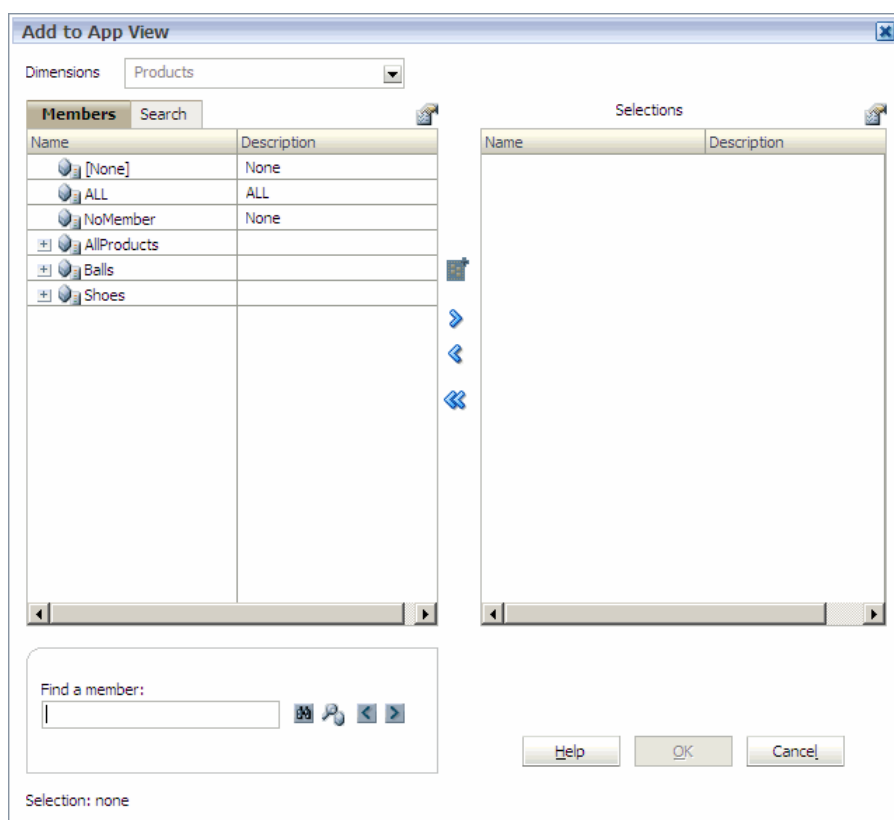 Add to App View
Dimensions Products
Members Search
Selections
Name Description
Name Description
[None] None
ALL ALL
NoMember None
AllProducts
Balls
Shoes
Find a member:
Help OK Cancel
Selection: none